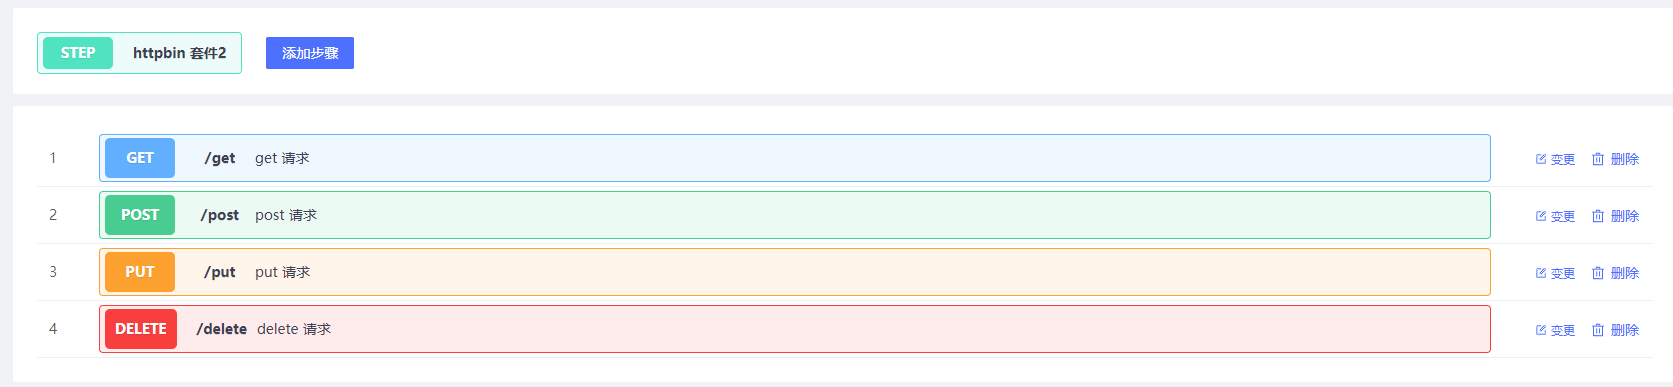 STEP httpbin 套件2 添加步骤
1 GET /get get 请求 变更 删除
2 POST /post post 请求 变更 删除
3 PUT /put put 请求 变更 删除
4 DELETE /delete delete 请求 变更 删除